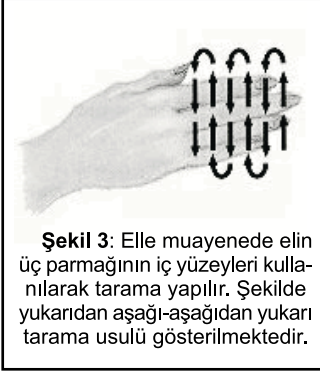 Şekil 3: Elle muayenede elin
üç parmağının iç yüzeyleri kulla-
nılarak tarama yapılır. Şekilde
yukarıdan aşağı-aşağıdan yukarı
tarama usulü gösterilmektedir.